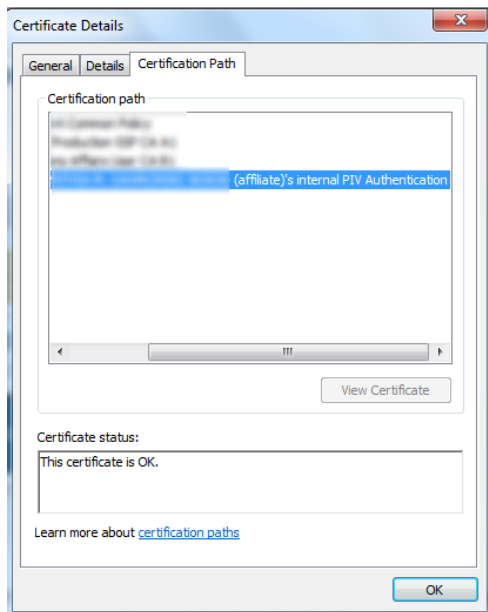 Certificate Details
General Details Certification Path
Certification path
(affiliate)'s internal PIV Authentication
View Certificate
Certificate status:
This certificate is OK.
Learn more about certification paths
OK